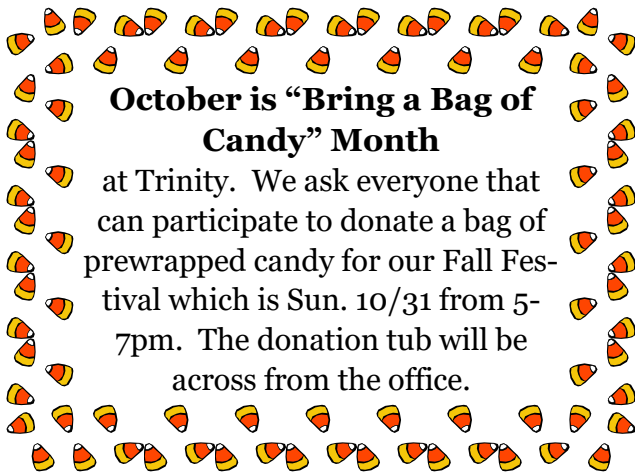 October is “Bring a Bag of
Candy” Month
at Trinity.  We ask everyone that
can participate to donate a bag of
prewrapped candy for our Fall Fes-
tival which is Sun. 10/31 from 5-
7pm.  The donation tub will be
across from the office.